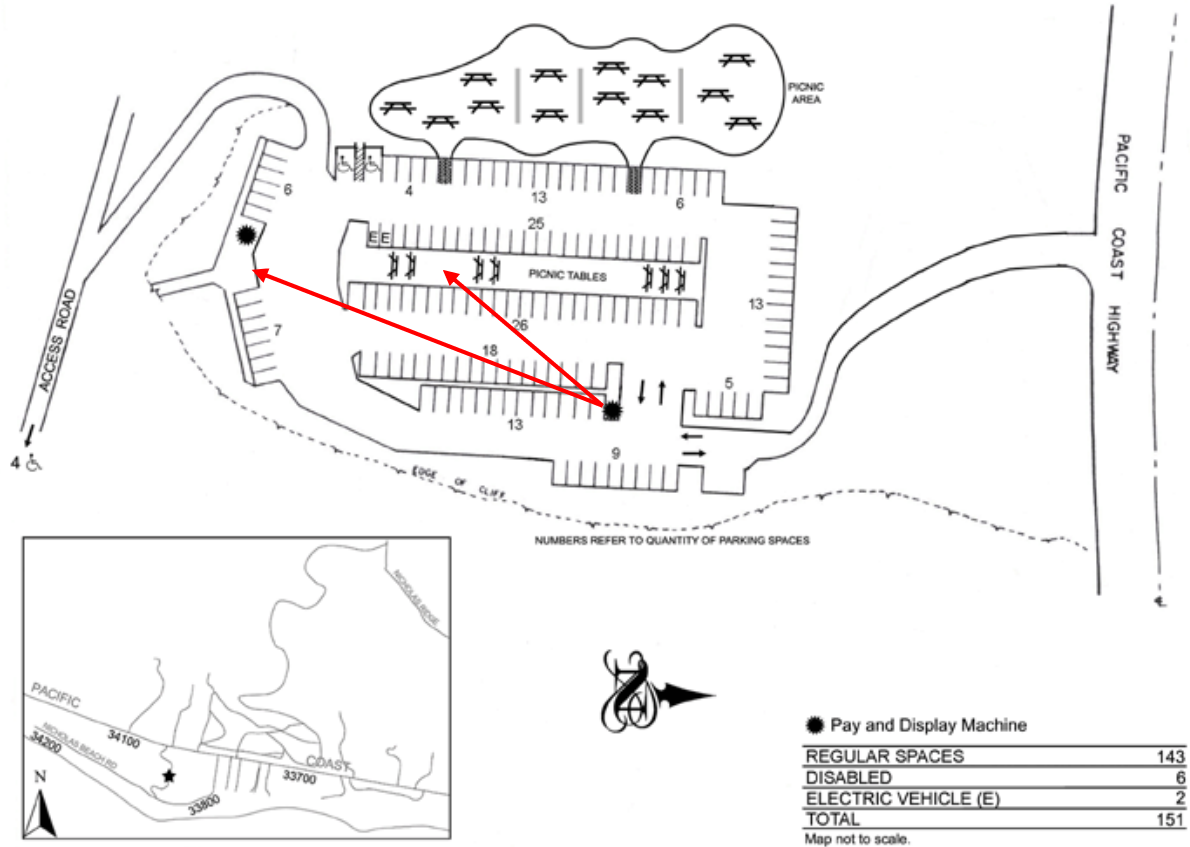 PICNIC
AREA
PACIFIC COAST HIGHWAY
4
13
6
6
25
E E
PICNIC TABLES
13
ACCESS ROAD
7
26
18
5
13
9
4
EDGE OF CLIFF
NUMBERS REFER TO QUANTITY OF PARKING SPACES
NICHOLAS RIDGE
PACIFIC
COAST
34100
NICHOLAS BEACH RD
34200
33700
33800
N
Pay and Display Machine
REGULAR SPACES 143
DISABLED 6
ELECTRIC VEHICLE (E) 2
TOTAL 151
Map not to scale.